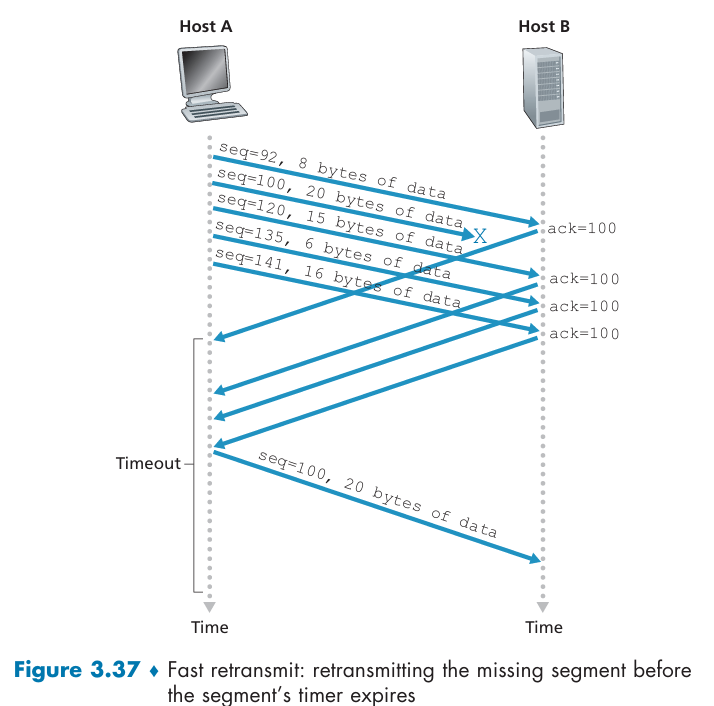 Host A
Host B
seq=92, 8 bytes of data
seq=100, 20 bytes of data
seq=120, 15 bytes of data
seq=135, 6 bytes of data
seq=141, 16 bytes of data
X
ack=100
ack=100
ack=100
ack=100
Timeout
seq=100, 20 bytes of data
Time
Time
Figure 3.37 ♦ Fast retransmit: retransmitting the missing segment before
the segment’s timer expires